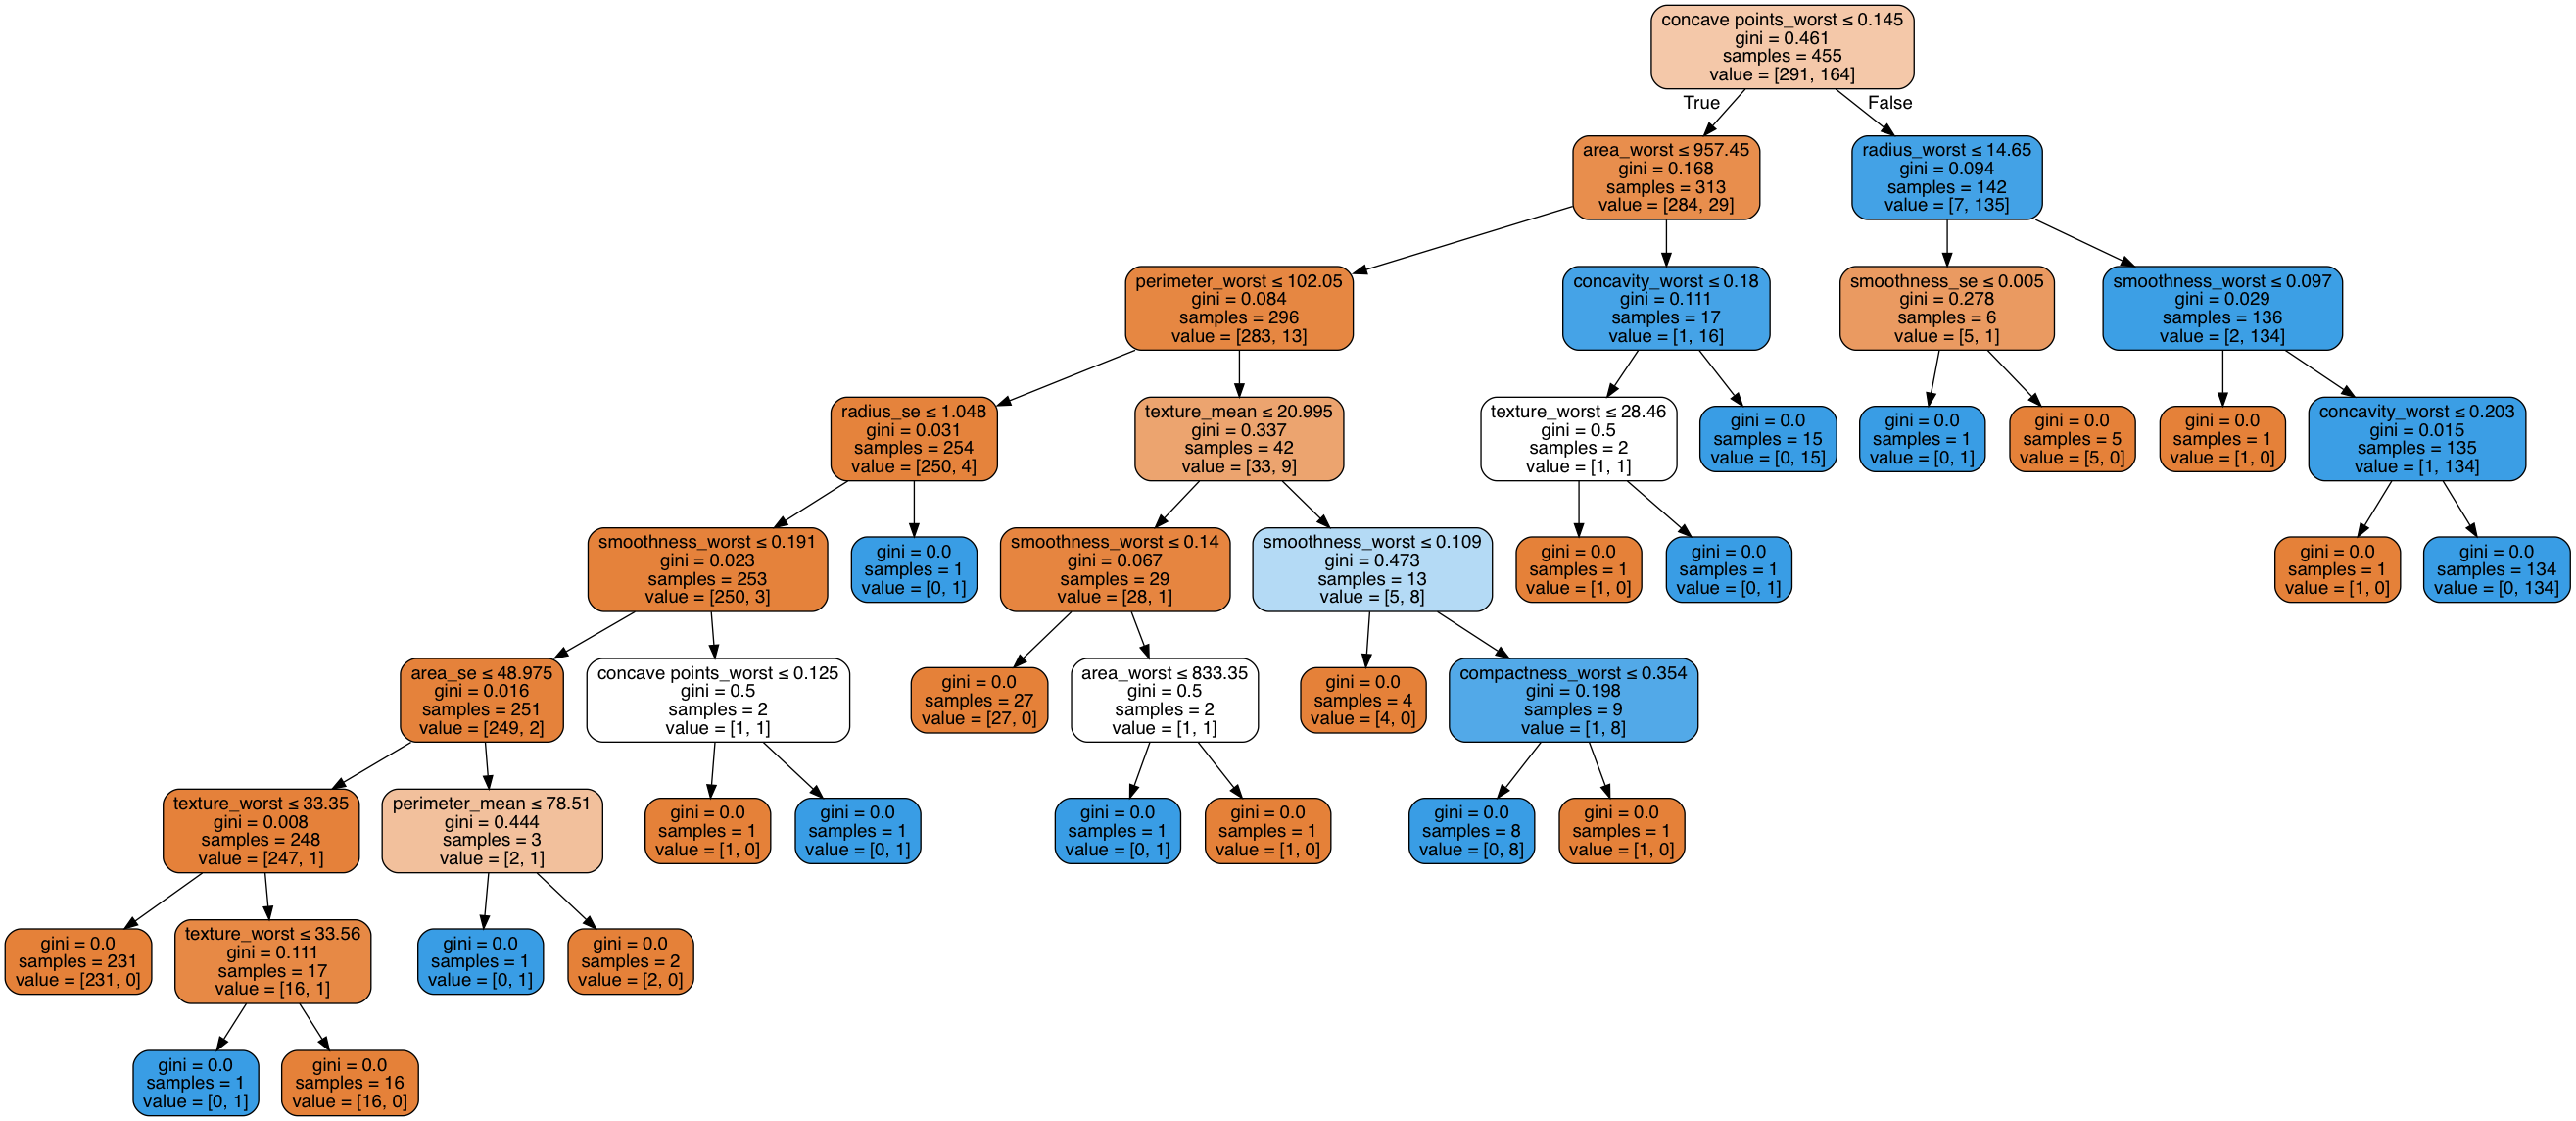 concave points_worst ≤ 0.145
gini = 0.461
samples = 455
value = [291, 164]
True
False
area_worst ≤ 957.45
gini = 0.168
samples = 313
value = [284, 29]
radius_worst ≤ 14.65
gini = 0.094
samples = 142
value = [7, 135]
perimeter_worst ≤ 102.05
gini = 0.084
samples = 296
value = [283, 13]
concavity_worst ≤ 0.18
gini = 0.111
samples = 17
value = [1, 16]
smoothness_se ≤ 0.005
gini = 0.278
samples = 6
value = [5, 1]
smoothness_worst ≤ 0.097
gini = 0.029
samples = 136
value = [2, 134]
radius_se ≤ 1.048
gini = 0.031
samples = 254
value = [250, 4]
texture_mean ≤ 20.995
gini = 0.337
samples = 42
value = [33, 9]
texture_worst ≤ 28.46
gini = 0.5
samples = 2
value = [1, 1]
gini = 0.0
samples = 15
value = [0, 15]
gini = 0.0
samples = 1
value = [0, 1]
gini = 0.0
samples = 5
value = [5, 0]
gini = 0.0
samples = 1
value = [1, 0]
concavity_worst ≤ 0.203
gini = 0.015
samples = 135
value = [1, 134]
smoothness_worst ≤ 0.191
gini = 0.023
samples = 253
value = [250, 3]
gini = 0.0
samples = 1
value = [0, 1]
smoothness_worst ≤ 0.14
gini = 0.067
samples = 29
value = [28, 1]
smoothness_worst ≤ 0.109
gini = 0.473
samples = 13
value = [5, 8]
gini = 0.0
samples = 1
value = [1, 0]
gini = 0.0
samples = 1
value = [0, 1]
gini = 0.0
samples = 1
value = [1, 0]
gini = 0.0
samples = 134
value = [0, 134]
area_se ≤ 48.975
gini = 0.016
samples = 251
value = [249, 2]
concave points_worst ≤ 0.125
gini = 0.5
samples = 2
value = [1, 1]
gini = 0.0
samples = 27
value = [27, 0]
area_worst ≤ 833.35
gini = 0.5
samples = 2
value = [1, 1]
gini = 0.0
samples = 4
value = [4, 0]
compactness_worst ≤ 0.354
gini = 0.198
samples = 9
value = [1, 8]
texture_worst ≤ 33.35
gini = 0.008
samples = 248
value = [247, 1]
perimeter_mean ≤ 78.51
gini = 0.444
samples = 3
value = [2, 1]
gini = 0.0
samples = 1
value = [1, 0]
gini = 0.0
samples = 1
value = [0, 1]
gini = 0.0
samples = 1
value = [0, 1]
gini = 0.0
samples = 1
value = [1, 0]
gini = 0.0
samples = 8
value = [0, 8]
gini = 0.0
samples = 1
value = [1, 0]
gini = 0.0
samples = 231
value = [231, 0]
texture_worst ≤ 33.56
gini = 0.111
samples = 17
value = [16, 1]
gini = 0.0
samples = 1
value = [0, 1]
gini = 0.0
samples = 2
value = [2, 0]
gini = 0.0
samples = 1
value = [0, 1]
gini = 0.0
samples = 16
value = [16, 0]